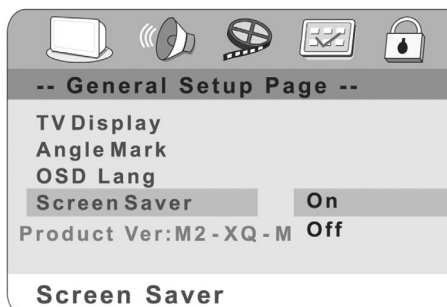 -- General Setup Page --
TV Display
Angle Mark
OSD Lang
Screen Saver On
Product Ver:M2-XQ-M Off
Screen Saver